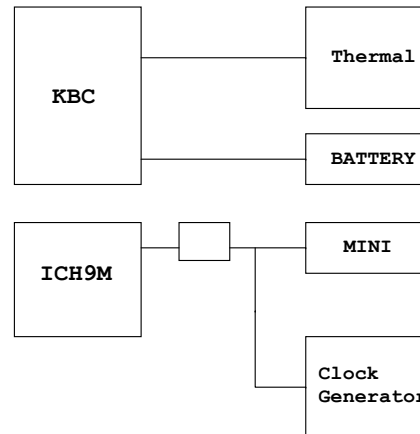 Thermal
KBC
BATTERY
MINI
ICH9M
Clock
Generator